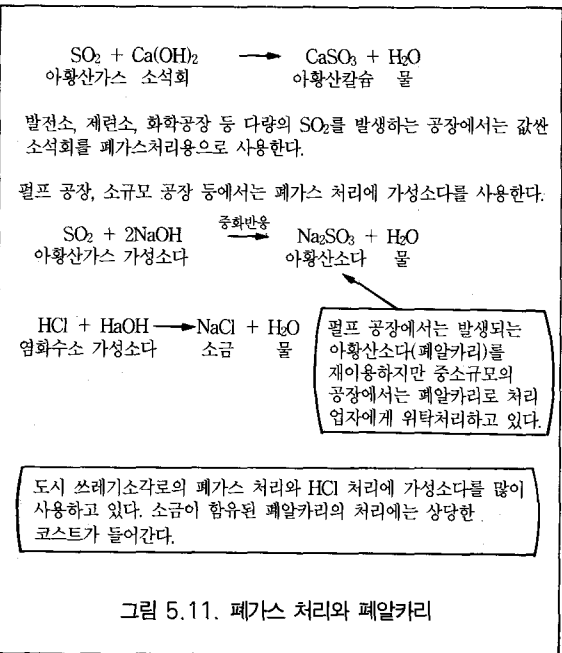 SO₂ + Ca(OH)₂ → CaSO₃ + H₂O
아황산가스 소석회 아황산칼슘 물
발전소, 제련소, 화학공장 등 다량의 SO₂를 발생하는 공장에서는 값싼
소석회를 폐가스처리용으로 사용한다.
펄프 공장, 소규모 공장 등에서는 폐가스 처리에 가성소다를 사용한다.
중화반응
SO₂ + 2NaOH → Na₂SO₃ + H₂O
아황산가스 가성소다 아황산소다 물
HCl + HaOH → NaCl + H₂O
염화수소 가성소다 소금 물
펄프 공장에서는 발생되는
아황산소다(폐알카리)를
재이용하지만 중소규모의
공장에서는 폐알카리로 처리
업자에게 위탁처리하고 있다.
도시 쓰레기소각로의 폐가스 처리와 HCl 처리에 가성소다를 많이
사용하고 있다. 소금이 함유된 폐알카리의 처리에는 상당한
코스트가 들어간다.
그림 5.11. 폐가스 처리와 폐알카리